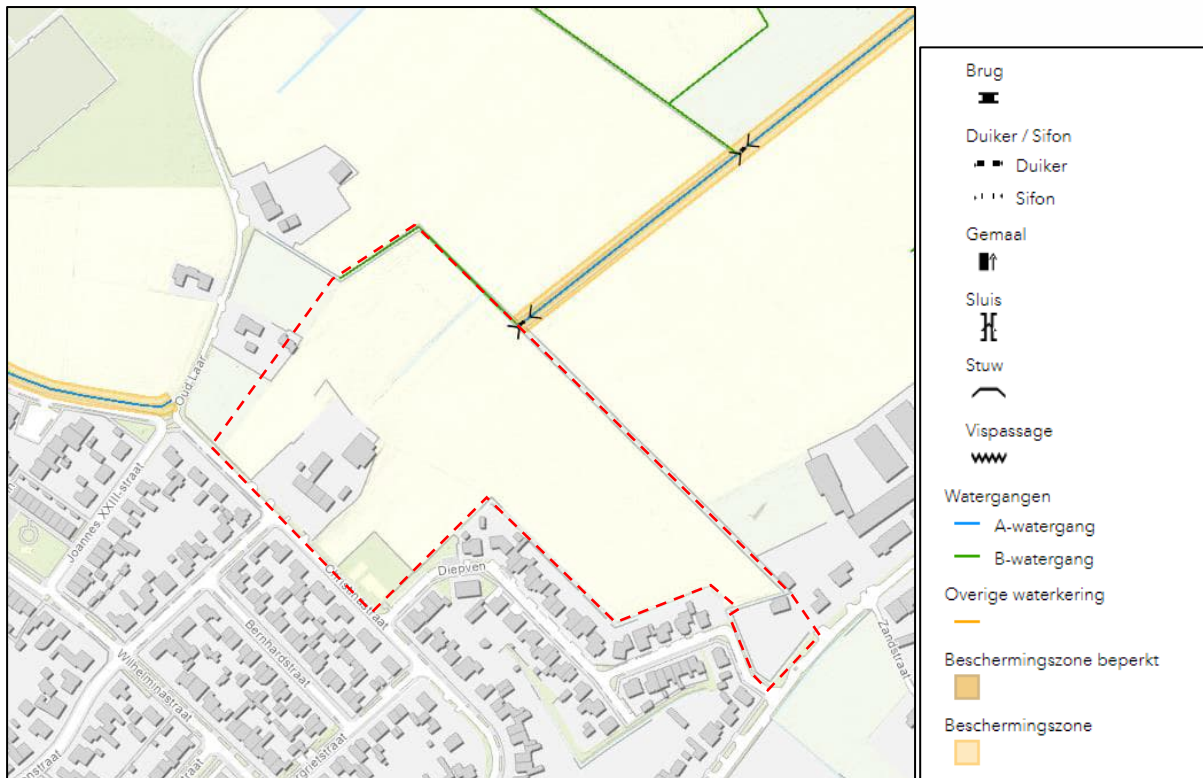 Oud Laar
Joannes XXIII-straat
Diepven
Bernhardstraat
Wilhelminastraat
Zandstraat
Brug
Duiker / Sifon
Duiker
Sifon
Gemaal
Sluis
Stuw
Vispassage
Watergangen
A-watergang
B-watergang
Overige waterkering
Beschermingszone beperkt
Beschermingszone